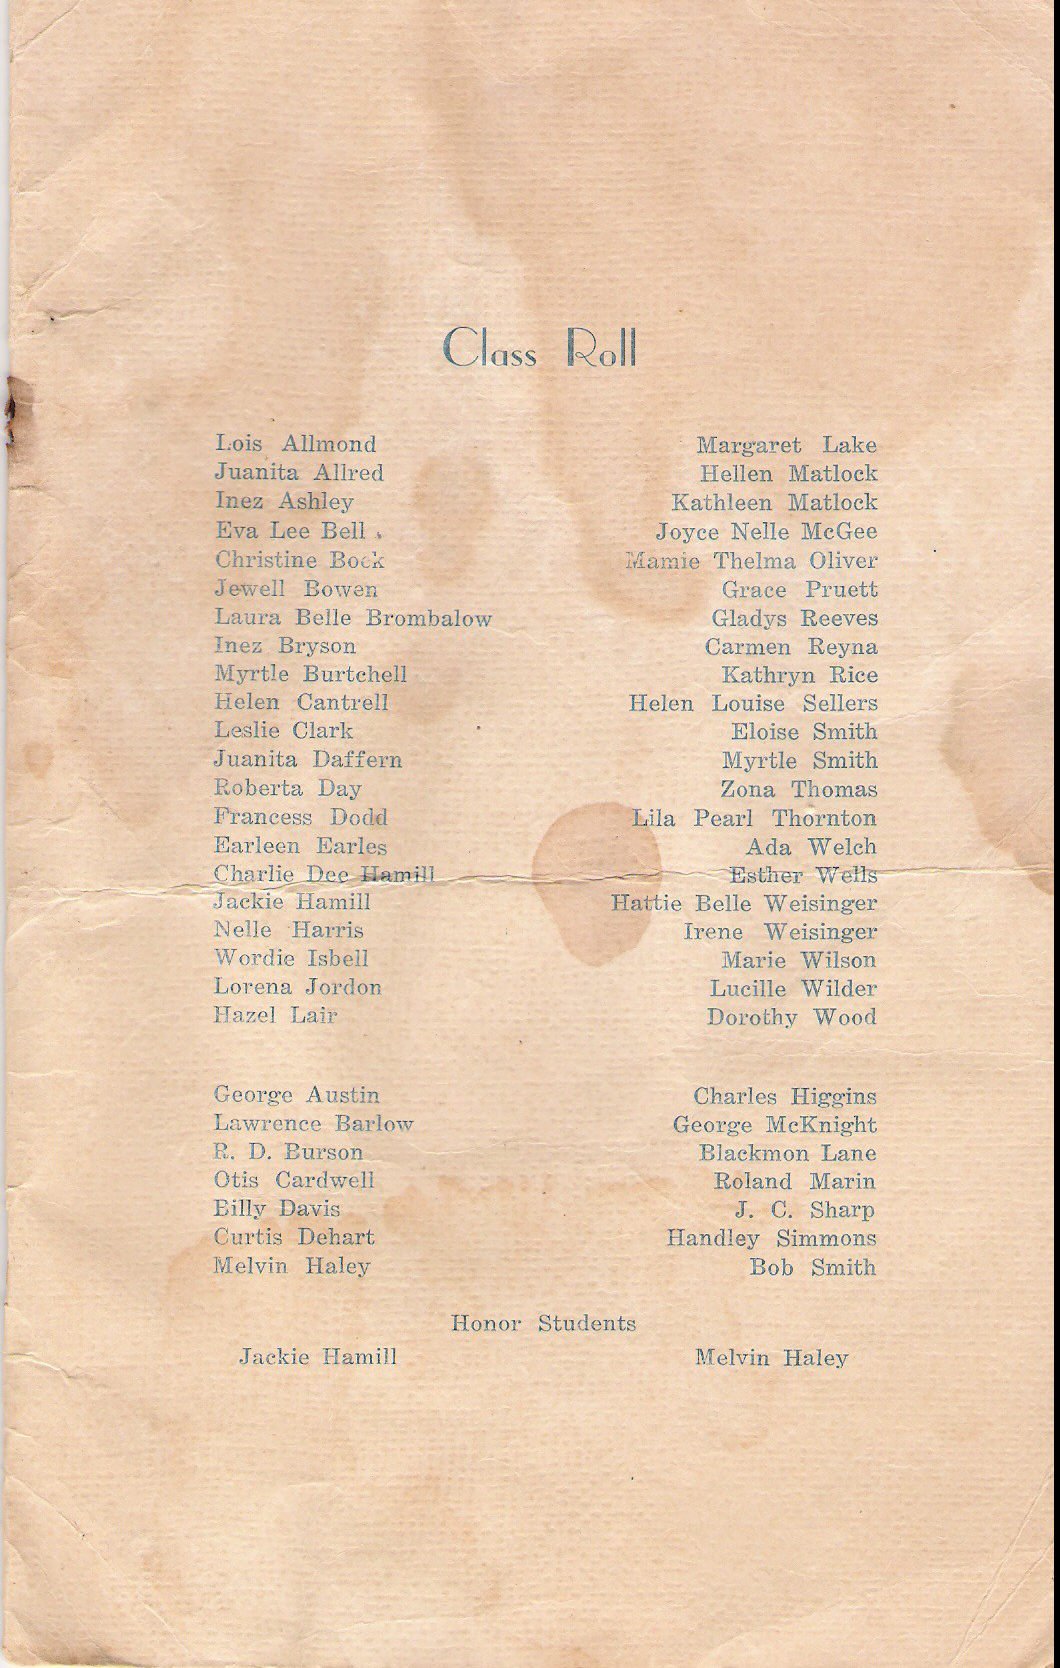 Class Roll
Lois Allmond
Juanita Allred
Inez Ashley
Eva Lee Bell
Christine Bock
Jewell Bowen
Laura Belle Brombalow
Inez Bryson
Myrtle Burtchell
Helen Cantrell
Leslie Clark
Juanita Daffern
Roberta Day
Francess Dodd
Earleen Earles
Charlie Dee Hamill
Jackie Hamill
Nelle Harris
Wordie Isbell
Lorena Jordon
Hazel Lair
Margaret Lake
Hellen Matlock
Kathleen Matlock
Joyce Nelle McGee
Mamie Thelma Oliver
Grace Pruett
Gladys Reeves
Carmen Reyna
Kathryn Rice
Helen Louise Sellers
Eloise Smith
Myrtle Smith
Zona Thomas
Lila Pearl Thornton
Ada Welch
Esther Wells
Hattie Belle Weisinger
Irene Weisinger
Marie Wilson
Lucille Wilder
Dorothy Wood
George Austin
Lawrence Barlow
R. D. Burson
Otis Cardwell
Billy Davis
Curtis Dehart
Melvin Haley
Charles Higgins
George McKnight
Blackmon Lane
Roland Marin
J. C. Sharp
Handley Simmons
Bob Smith
Honor Students
Jackie Hamill
Melvin Haley